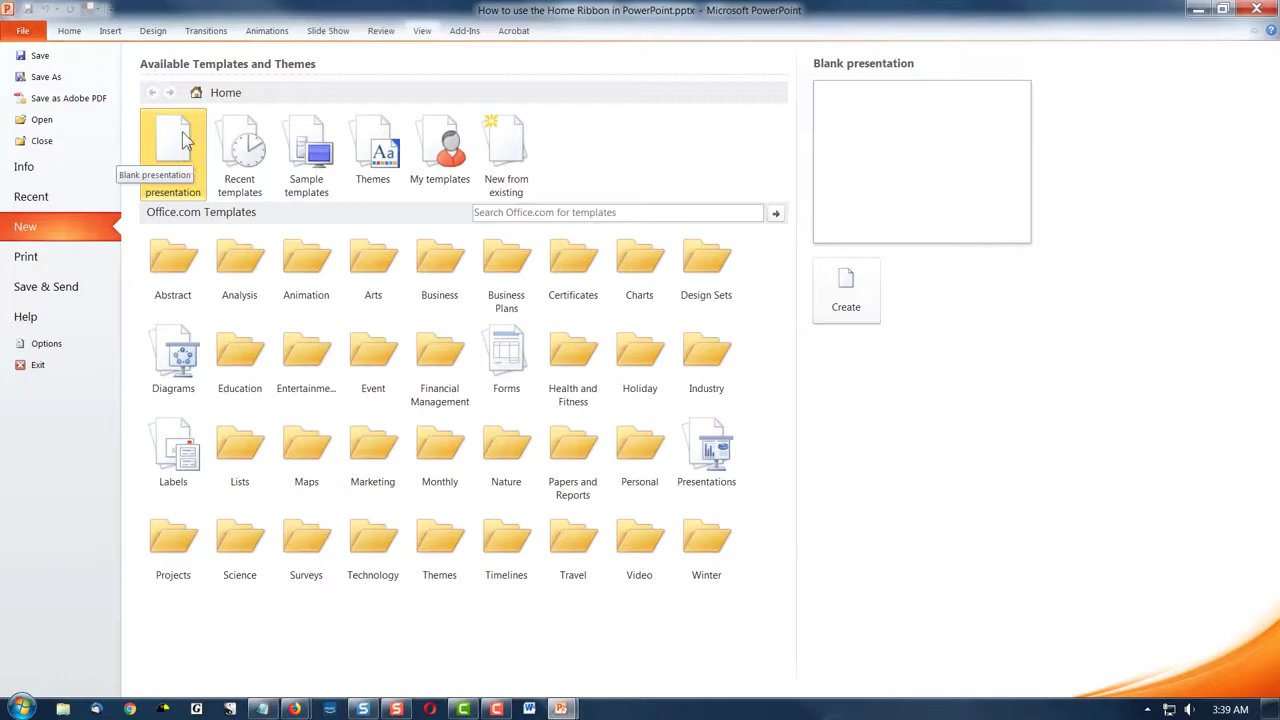 How to use the Home Ribbon in PowerPoint.pptx - Microsoft PowerPoint
File Home Insert Design Transitions Animations Slide Show Review View Add-Ins Acrobat
Save
Save As
Save as Adobe PDF
Open
Close
Info
Recent
New
Print
Save & Send
Help
Options
Exit
Available Templates and Themes
Home
Blank presentation
presentation
Recent templates
Sample templates
Themes
My templates
New from existing
Office.com Templates
Search Office.com for templates
Abstract Analysis Animation Arts Business Business Plans Certificates Charts Design Sets
Diagrams Education Entertainme... Event Financial Management Forms Health and Fitness Holiday Industry
Labels Lists Maps Marketing Monthly Nature Papers and Reports Personal Presentations
Projects Science Surveys Technology Themes Timelines Travel Video Winter
Blank presentation
Create
3:39 AM